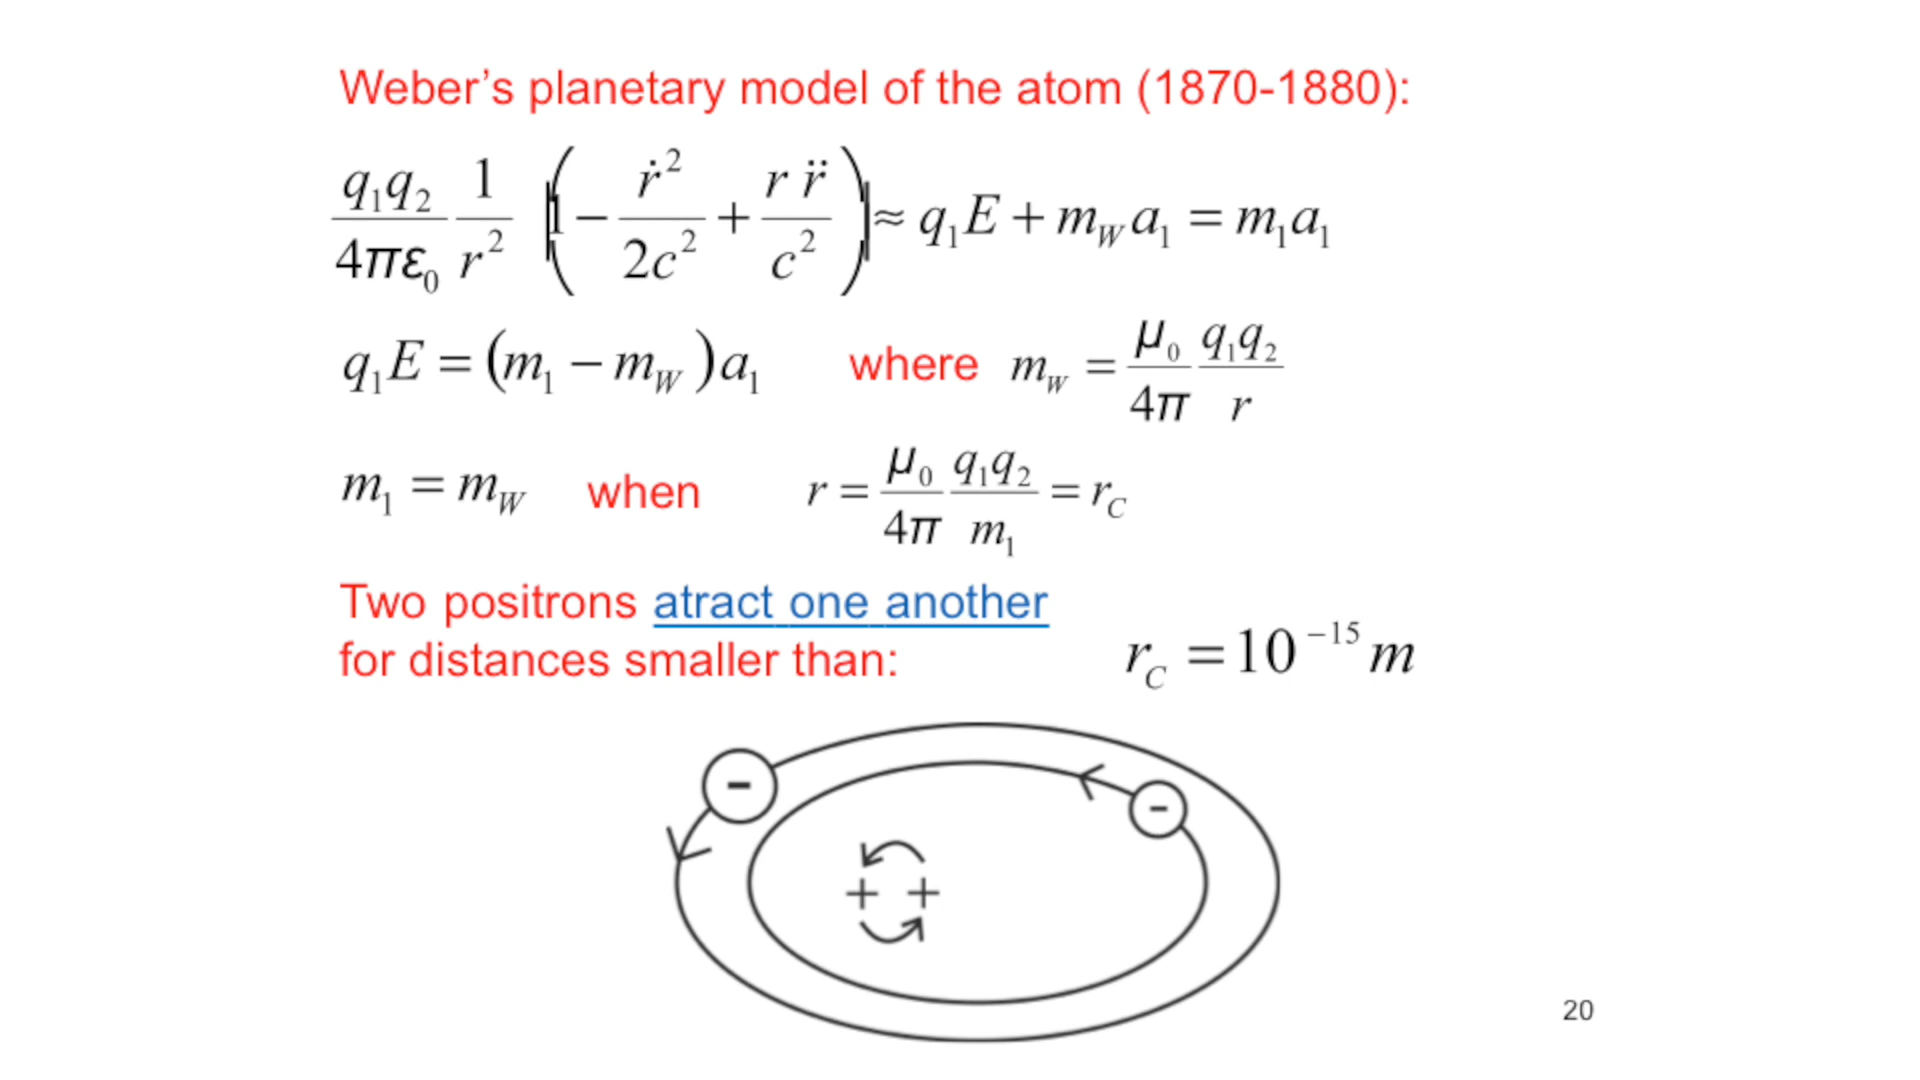 Weber's planetary model of the atom (1870-1880):
q₁q₂/4πε₀ 1/r² (1 − ṙ²/2c² + r r̈/c²) ≈ q₁E + m_W a₁ = m₁a₁
q₁E = (m₁ − m_W)a₁ where m_W = μ₀/4π q₁q₂/r
m₁ = m_W when r = μ₀/4π q₁q₂/m₁ = r_C
Two positrons atract one another
for distances smaller than: r_C = 10⁻¹⁵ m
- -
+ +
20